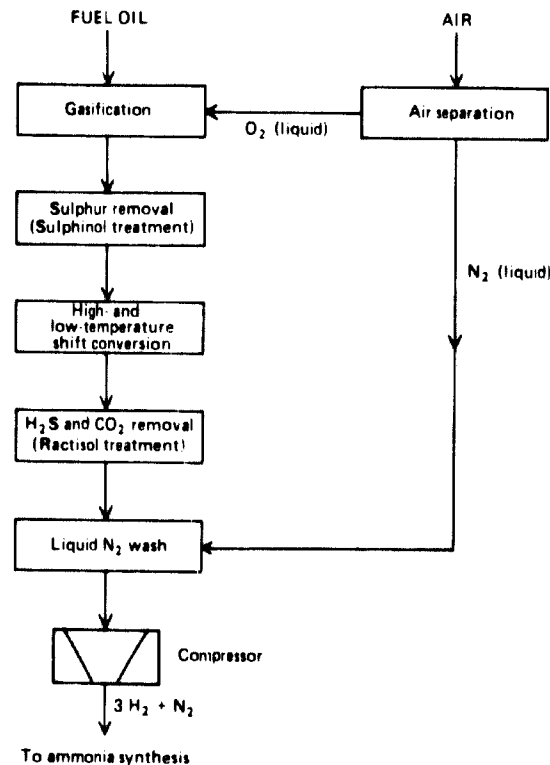 FUEL OIL
AIR
Gasification
Air separation
O₂ (liquid)
Sulphur removal
(Sulphinol treatment)
N₂ (liquid)
High- and
low-temperature
shift conversion
H₂S and CO₂ removal
(Ractisol treatment)
Liquid N₂ wash
Compressor
3 H₂ + N₂
To ammonia synthesis